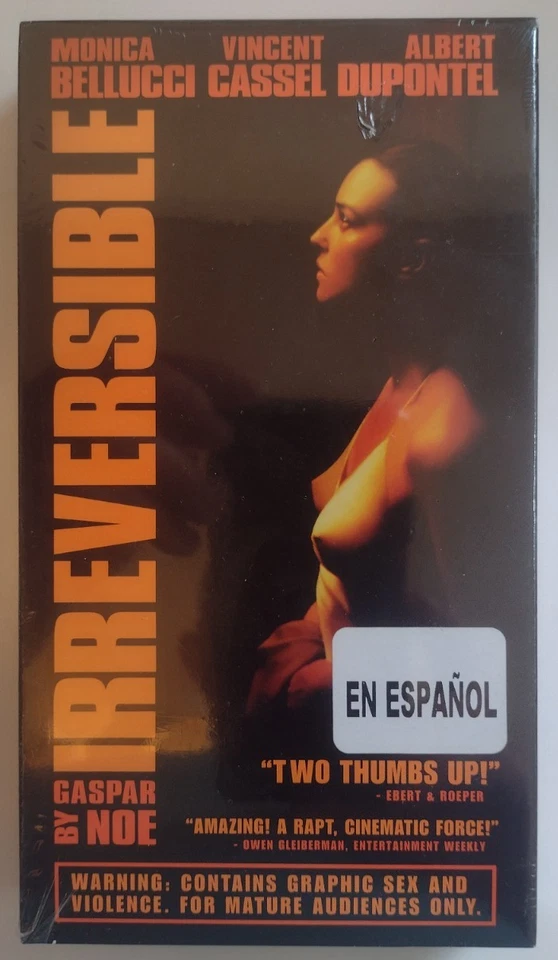 MONICA VINCENT ALBERT
BELLUCCI CASSEL DUPONTEL
IRREVERSIBLE
BY GASPAR
NOE
EN ESPAÑOL
“TWO THUMBS UP!”
- EBERT & ROEPER
“AMAZING! A RAPT, CINEMATIC FORCE!”
- OWEN GLEIBERMAN, ENTERTAINMENT WEEKLY
WARNING: CONTAINS GRAPHIC SEX AND
VIOLENCE. FOR MATURE AUDIENCES ONLY.